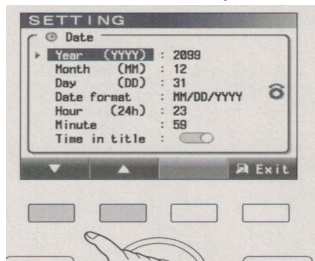 SETTING
Date
Year (YYYY) : 2099
Month (MM) : 12
Day (DD) : 31
Date format : MM/DD/YYYY
Hour (24h) : 23
Minute : 59
Time in title :
Exit